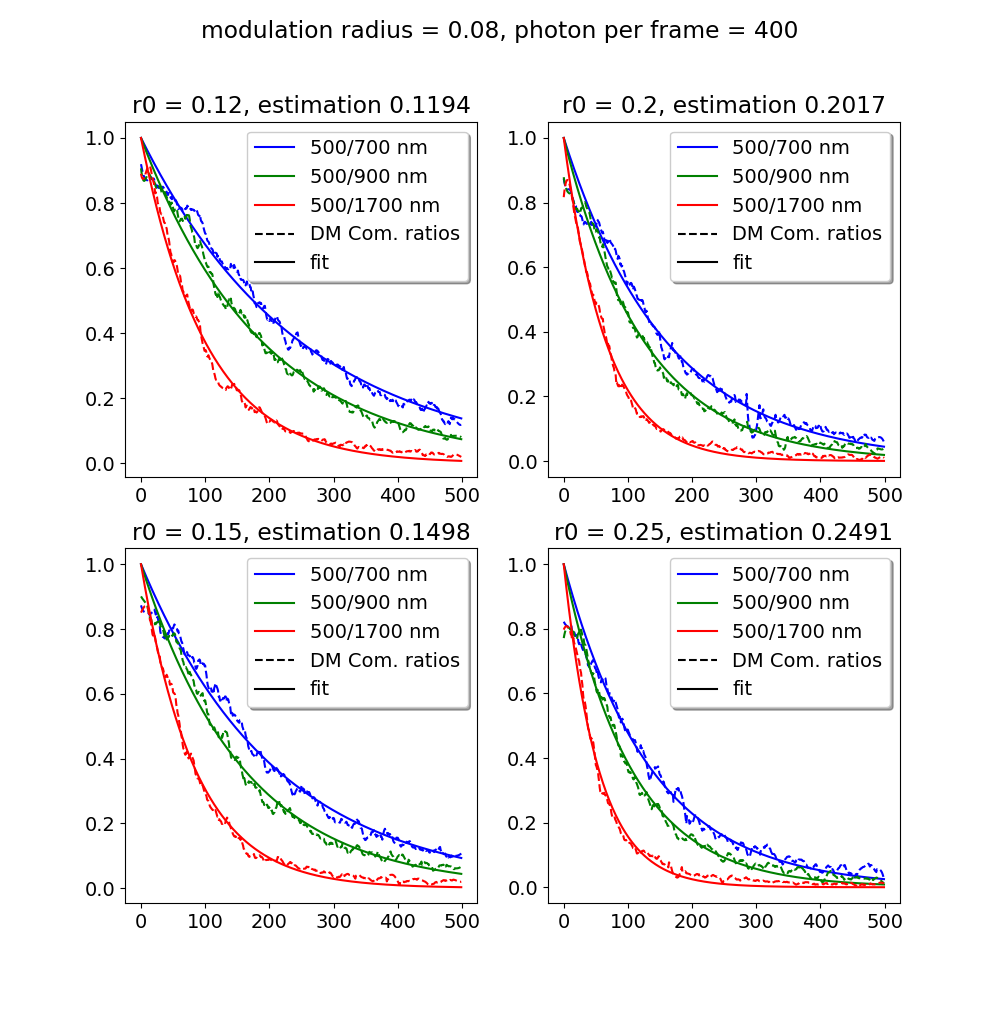 modulation radius = 0.08, photon per frame = 400
r0 = 0.12, estimation 0.1194
1.0
0.8
0.6
0.4
0.2
0.0
500/700 nm
500/900 nm
500/1700 nm
DM Com. ratios
fit
0 100 200 300 400 500
r0 = 0.2, estimation 0.2017
1.0
0.8
0.6
0.4
0.2
0.0
500/700 nm
500/900 nm
500/1700 nm
DM Com. ratios
fit
0 100 200 300 400 500
r0 = 0.15, estimation 0.1498
1.0
0.8
0.6
0.4
0.2
0.0
500/700 nm
500/900 nm
500/1700 nm
DM Com. ratios
fit
0 100 200 300 400 500
r0 = 0.25, estimation 0.2491
1.0
0.8
0.6
0.4
0.2
0.0
500/700 nm
500/900 nm
500/1700 nm
DM Com. ratios
fit
0 100 200 300 400 500